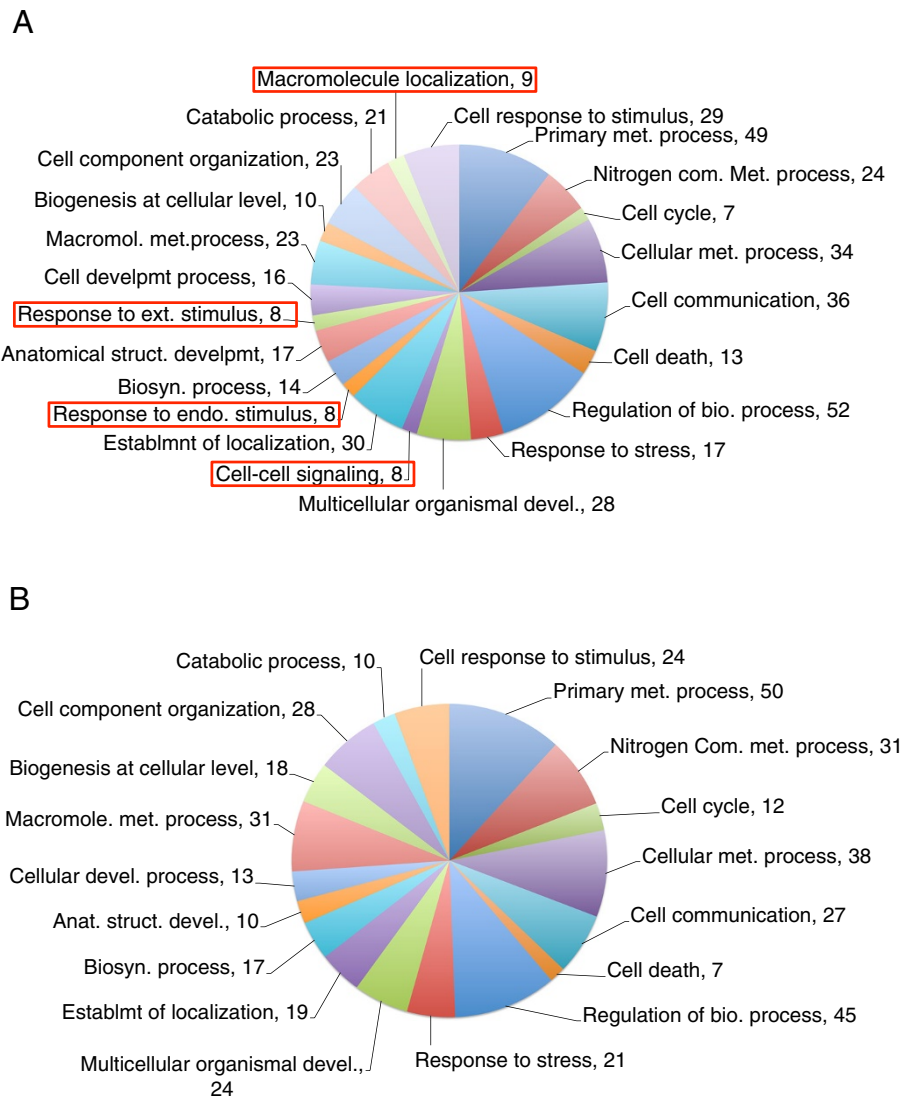 A
Macromolecule localization, 9
Catabolic process, 21
Cell response to stimulus, 29
Primary met. process, 49
Cell component organization, 23
Nitrogen com. Met. process, 24
Biogenesis at cellular level, 10
Cell cycle, 7
Macromol. met.process, 23
Cellular met. process, 34
Cell develpmt process, 16
Cell communication, 36
Response to ext. stimulus, 8
Anatomical struct. develpmt, 17
Cell death, 13
Biosyn. process, 14
Regulation of bio. process, 52
Response to endo. stimulus, 8
Establmnt of localization, 30
Response to stress, 17
Cell-cell signaling, 8
Multicellular organismal devel., 28
B
Catabolic process, 10
Cell response to stimulus, 24
Primary met. process, 50
Cell component organization, 28
Nitrogen Com. met. process, 31
Biogenesis at cellular level, 18
Cell cycle, 12
Macromole. met. process, 31
Cellular met. process, 38
Cellular devel. process, 13
Cell communication, 27
Anat. struct. devel., 10
Biosyn. process, 17
Cell death, 7
Establmt of localization, 19
Regulation of bio. process, 45
Multicellular organismal devel.,
24
Response to stress, 21